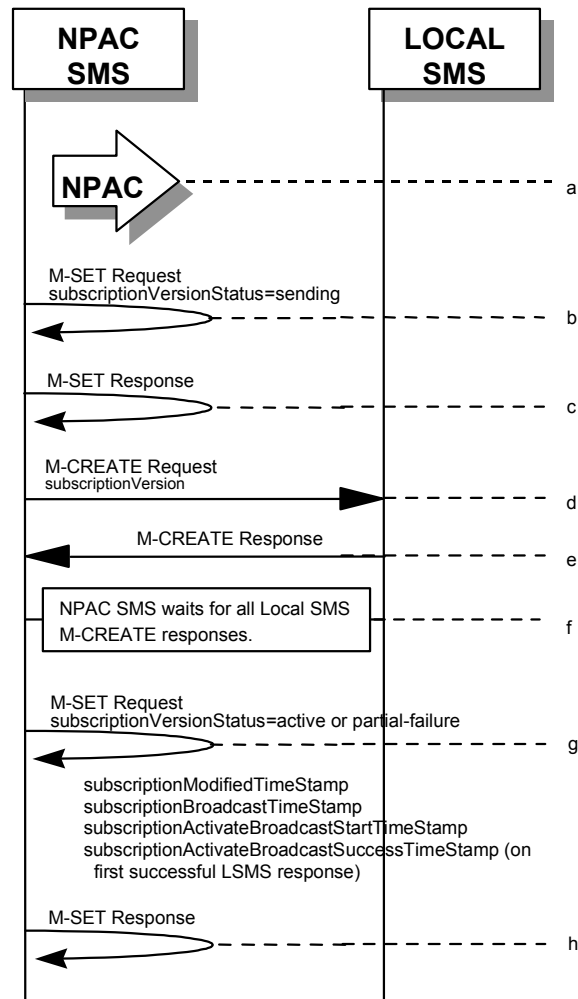 NPAC
SMS
LOCAL
SMS
NPAC
a
M-SET Request
subscriptionVersionStatus=sending
b
M-SET Response
c
M-CREATE Request
subscriptionVersion
d
M-CREATE Response
e
NPAC SMS waits for all Local SMS
M-CREATE responses.
f
M-SET Request
subscriptionVersionStatus=active or partial-failure
g
subscriptionModifiedTimeStamp
subscriptionBroadcastTimeStamp
subscriptionActivateBroadcastStartTimeStamp
subscriptionActivateBroadcastSuccessTimeStamp (on
first successful LSMS response)
M-SET Response
h